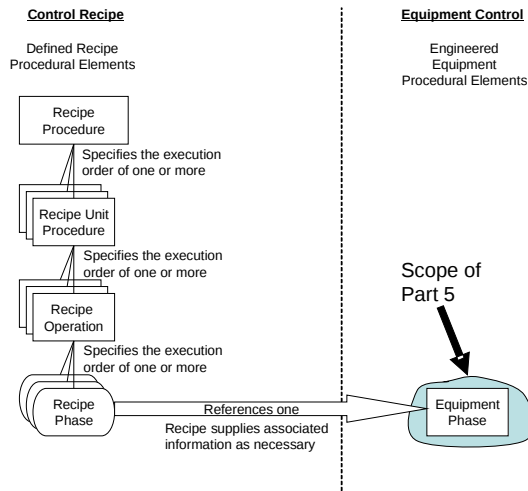 Control Recipe
Defined Recipe
Procedural Elements
Recipe
Procedure
Specifies the execution
order of one or more
Recipe Unit
Procedure
Specifies the execution
order of one or more
Recipe
Operation
Specifies the execution
order of one or more
Recipe
Phase
References one
Recipe supplies associated
information as necessary
Equipment Control
Engineered
Equipment
Procedural Elements
Scope of
Part 5
Equipment
Phase